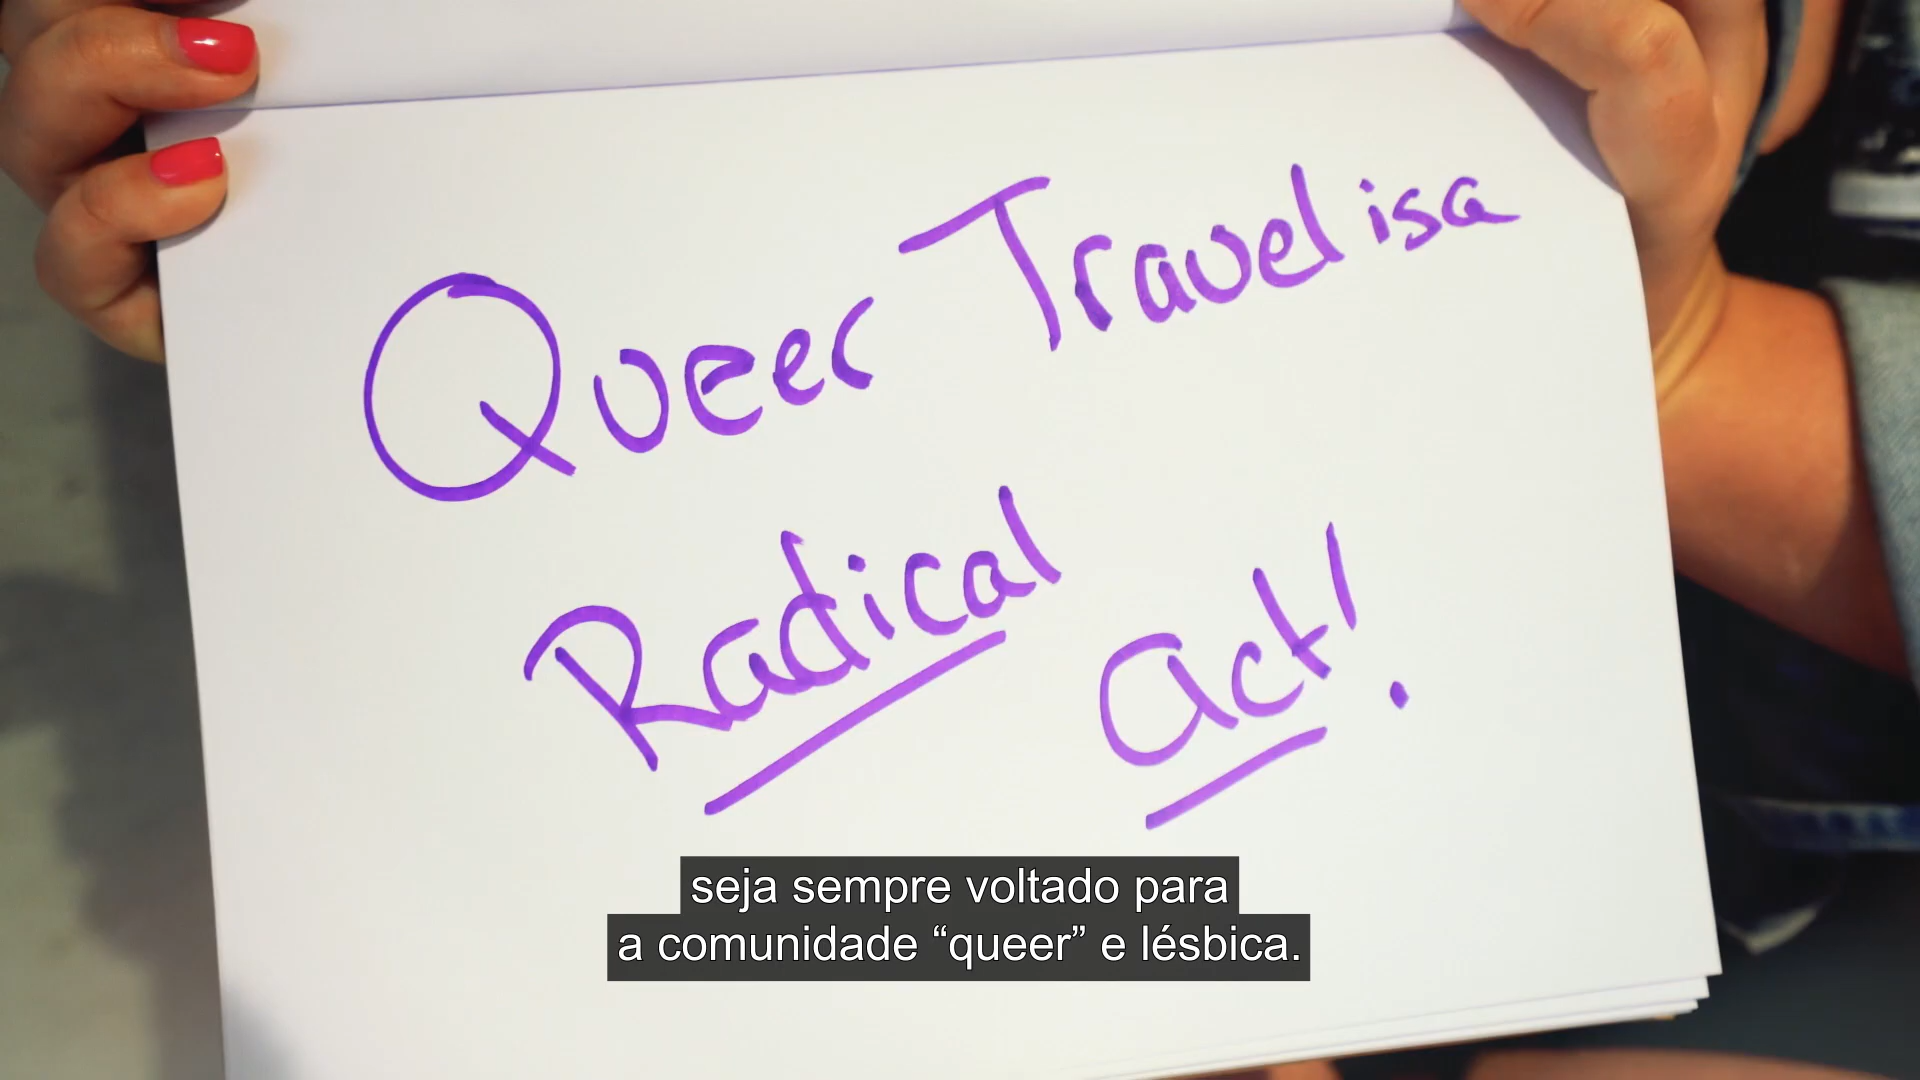 Queer Travel is a
Radical act!
seja sempre voltado para
a comunidade “queer” e lésbica.